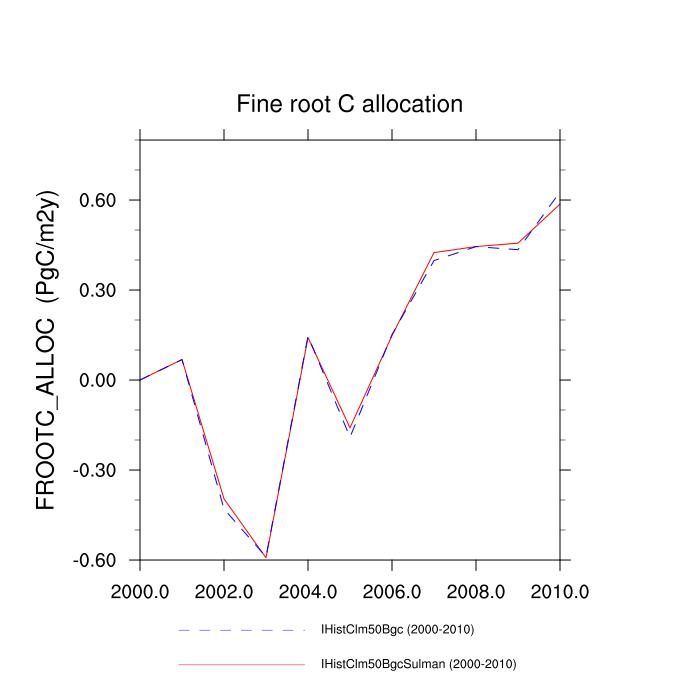 Fine root C allocation
FROOTC_ALLOC (PgC/m2y)
0.60
0.30
0.00
-0.30
-0.60
2000.0 2002.0 2004.0 2006.0 2008.0 2010.0
IHistClm50Bgc (2000-2010)
IHistClm50BgcSulman (2000-2010)